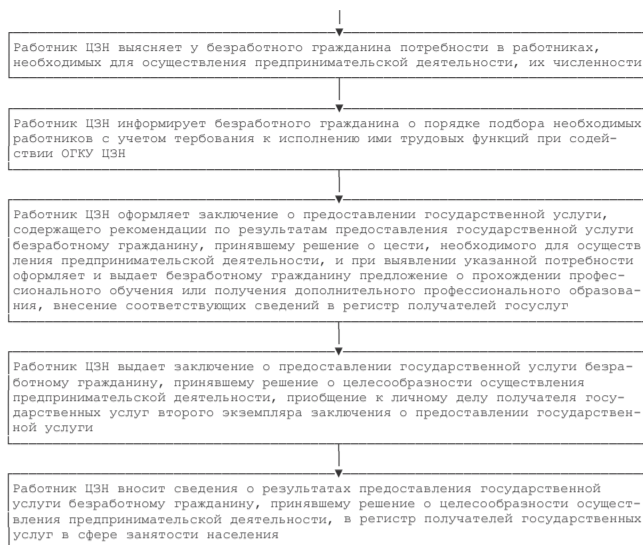 Работник ЦЗН выясняет у безработного гражданина потребности в работниках,
необходимых для осуществления предпринимательской деятельности, их численности
Работник ЦЗН информирует безработного гражданина о порядке подбора необходимых
работников с учетом тербования к исполнению ими трудовых функций при содей-
ствии ОГКУ ЦЗН
Работник ЦЗН оформляет заключение о предоставлении государственной услуги,
содержащего рекомендации по результатам предоставления государственной услуги
безработному гражданину, принявшему решение о цести, необходимого для осуществ
ления предпринимательской деятельности, и при выявлении указанной потребности
оформляет и выдает безработному гражданину предложение о прохождении профес-
сионального обучения или получения дополнительного профессионального образова-
ния, внесение соответствующих сведений в регистр получателей госуслуг
Работник ЦЗН выдает заключение о предоставлении государственной услуги безра-
ботному гражданину, принявшему решение о целесообразности осуществления
предпринимательской деятельности, приобщение к личному делу получателя госу-
дарственных услуг второго экземпляра заключения о предоставлении государствен-
ной услуги
Работник ЦЗН вносит сведения о результатах предоставления государственной
услуги безработному гражданину, принявшему решение о целесообразности осущест-
вления предпринимательской деятельности, в регистр получателей государственных
услуг в сфере занятости населения